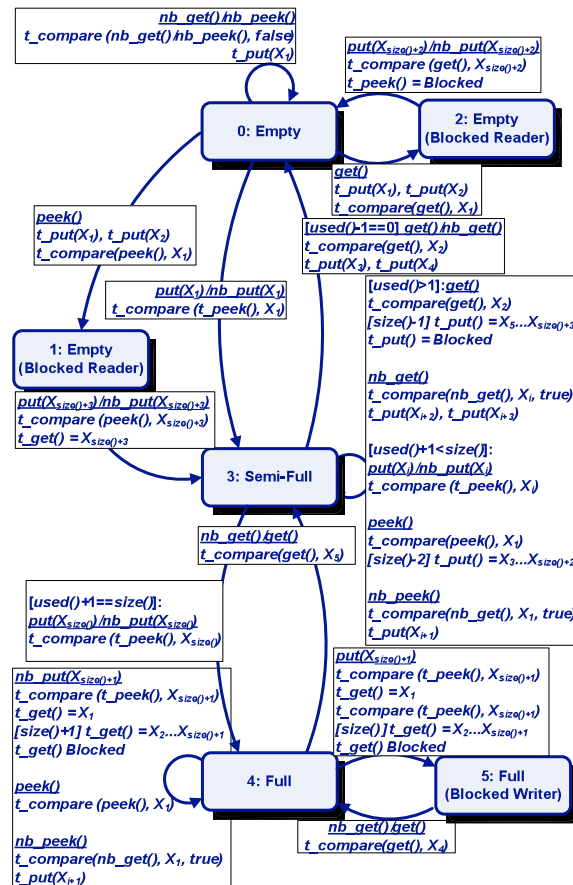 nb_get()/nb_peek()
t_compare (nb_get()/nb_peek(), false)
t_put(X1)
put(Xsize()+2)/nb_put(Xsize()+2)
t_compare (get(), Xsize()+2)
t_peek() = Blocked
0: Empty
2: Empty
(Blocked Reader)
get()
t_put(X1), t_put(X2)
t_compare(get(), X1)
peek()
t_put(X1), t_put(X2)
t_compare(peek(), X1)
[used()-1==0] get()/nb_get()
t_compare(get(), X2)
t_put(X3), t_put(X4)
put(X1)/nb_put(X1)
t_compare (t_peek(), X1)
1: Empty
(Blocked Reader)
put(Xsize()+3)/nb_put(Xsize()+3)
t_compare (peek(), Xsize()+3)
t_get() = Xsize()+3
[used()>1]:get()
t_compare(get(), X2)
[size()-1] t_put() =X5...Xsize()+3
t_put() = Blocked
nb_get()
t_compare(nb_get(), Xi, true)
t_put(Xi+2), t_put(Xi+3)
[used()+1<size()]:
put(Xi)/nb_put(Xi)
t_compare (t_peek(), Xi)
peek()
t_compare(peek(), X1)
[size()-2] t_put() =X3...Xsize()+2
nb_peek()
t_compare(nb_get(), X1, true)
t_put(Xi+1)
3: Semi-Full
nb_get()/get()
t_compare(get(), X5)
[used()+1==size()]:
put(Xsize())/nb_put(Xsize())
t_compare (t_peek(), Xsize())
nb_put(Xsize()+1)
t_compare (t_peek(), Xsize()+1)
t_get() =X1
[size()+1] t_get() =X2...Xsize()+1
t_get() Blocked
peek()
t_compare (peek(), X1)
nb_peek()
t_compare(nb_get(), X1, true)
t_put(Xi+1)
put(Xsize()+1)
t_compare (t_peek(), Xsize()+1)
t_get() =X1
t_compare (t_peek(), Xsize()+1)
[size()] t_get() =X2...Xsize()+1
t_get() Blocked
4: Full
5: Full
(Blocked Writer)
nb_get()/get()
t_compare(get(), X4)